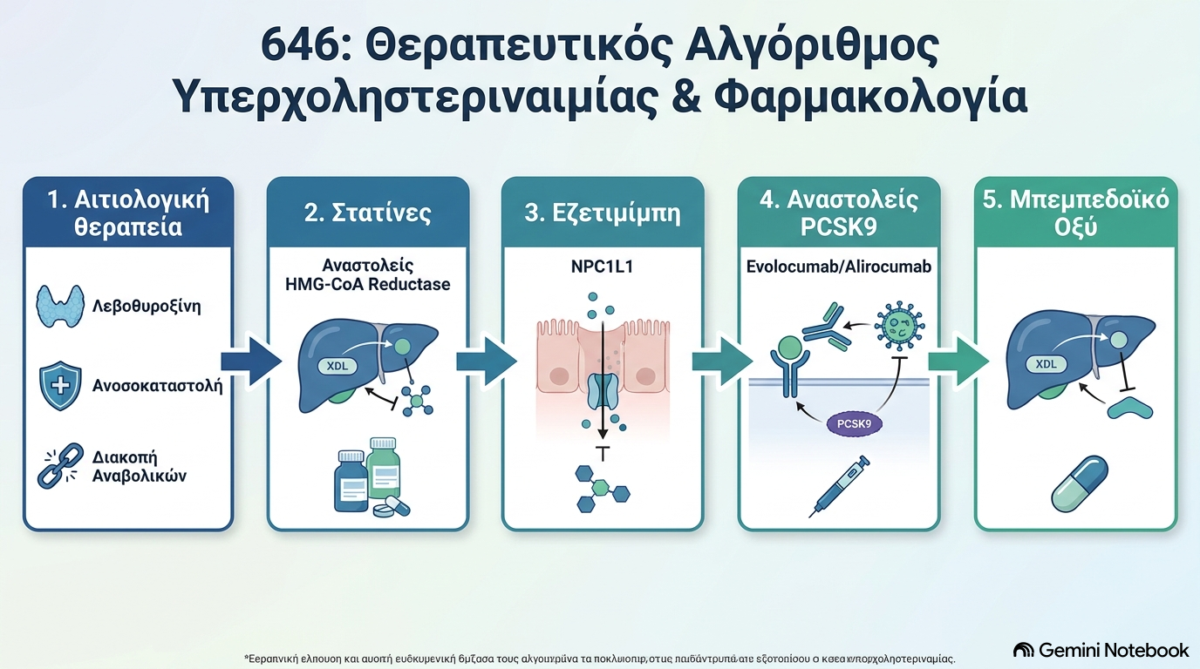 646: Θεραπευτικός Αλγόριθμος
Υπερχοληστεριναιμίας & Φαρμακολογία
1. Αιτιολογική
θεραπεία
Λεβοθυροξίνη
Ανοσοκαταστολή
Διακοπή
Αναβολικών
2. Στατίνες
Αναστολείς
HMG-CoA Reductase
XDL
3. Εζετιμίμπη
NPC1L1
4. Αναστολείς
PCSK9
Evolocumab/Alirocumab
PCSK9
5. Μπεμπεδοϊκό
Οξύ
XDL
Gemini Notebook